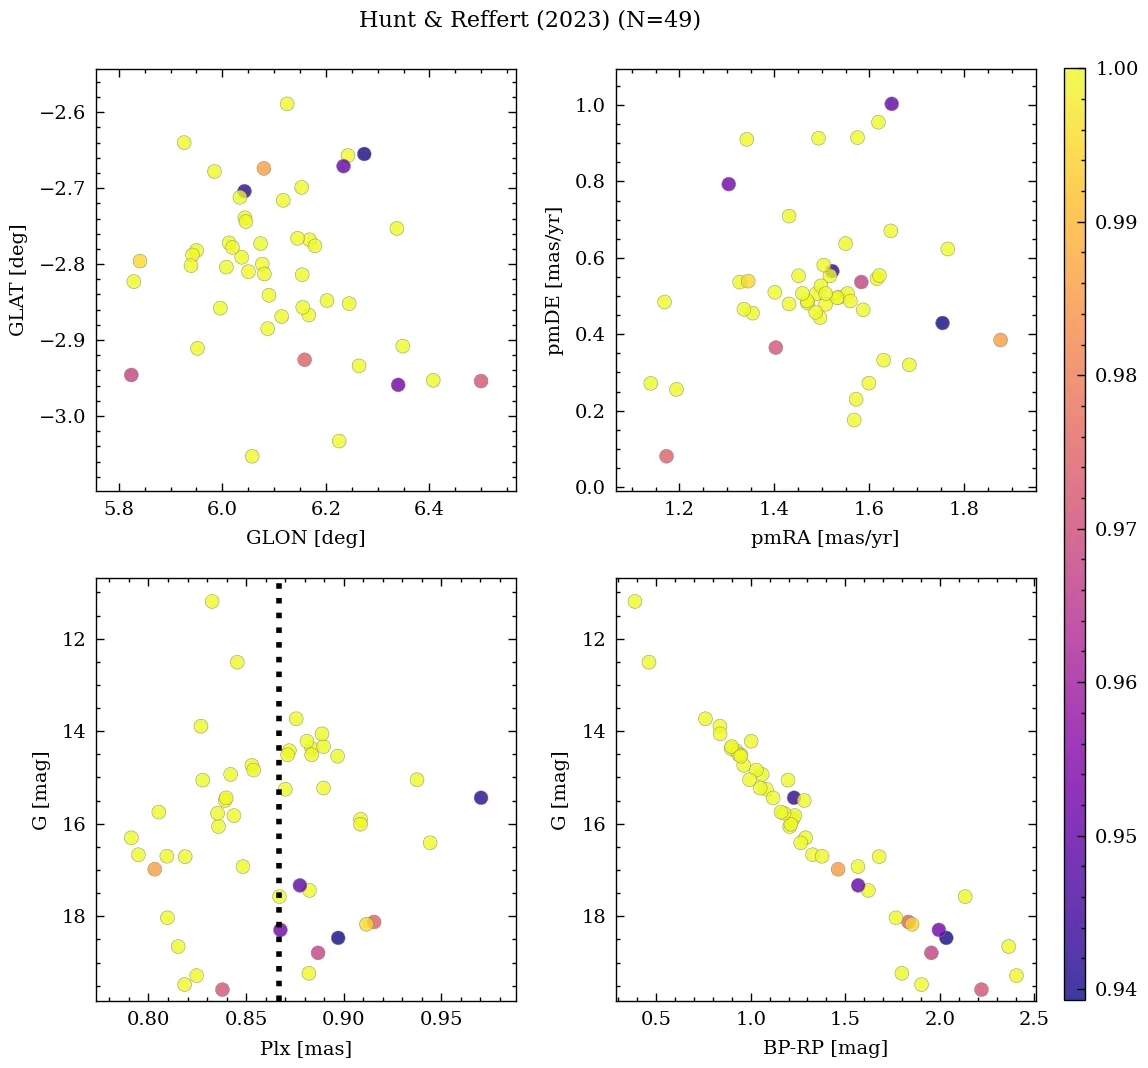 Hunt & Reffert (2023) (N=49)
−2.6
−2.7
−2.8
−2.9
−3.0
GLAT [deg]
5.8 6.0 6.2 6.4
GLON [deg]
1.0
0.8
0.6
0.4
0.2
0.0
pmDE [mas/yr]
1.2 1.4 1.6 1.8
pmRA [mas/yr]
12
14
16
18
G [mag]
0.80 0.85 0.90 0.95
Plx [mas]
12
14
16
18
G [mag]
0.5 1.0 1.5 2.0 2.5
BP-RP [mag]
1.00
0.99
0.98
0.97
0.96
0.95
0.94